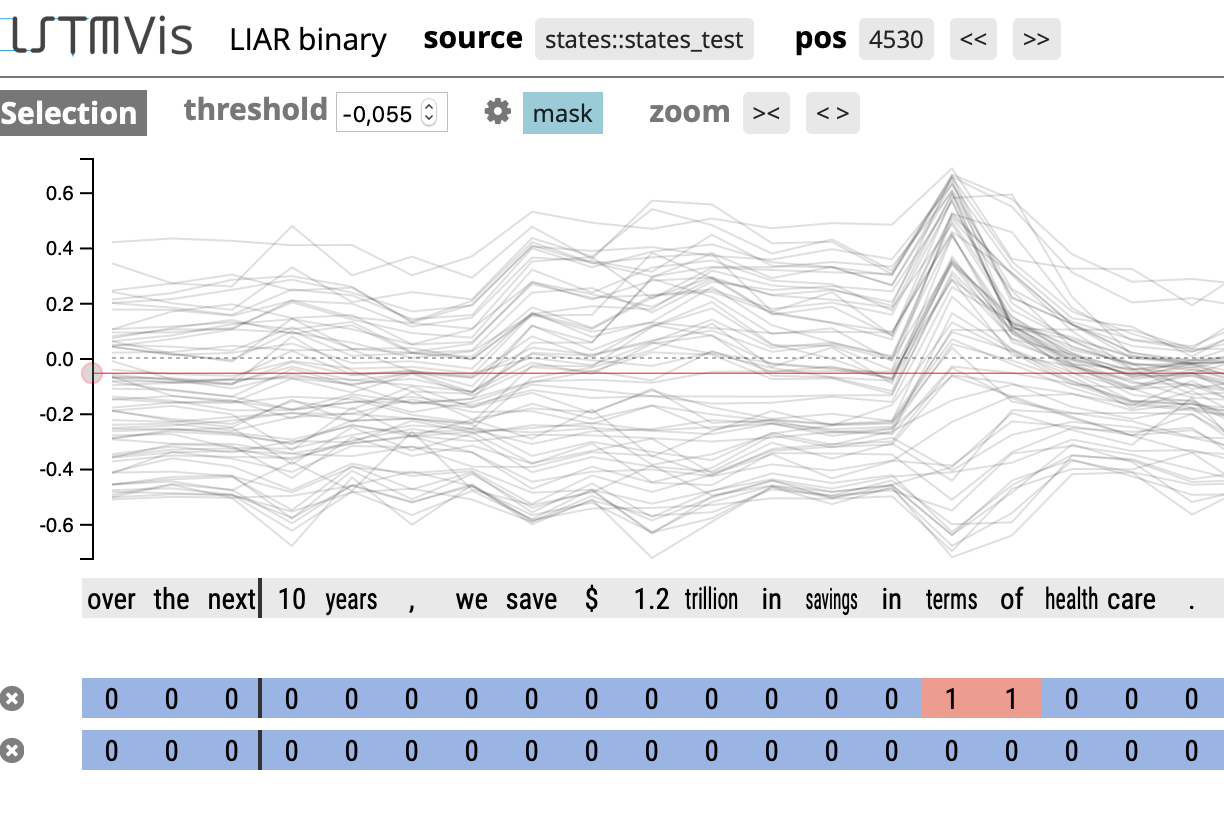 LSTMVis LIAR binary source states::states_test pos 4530 << >>
Selection threshold -0,055 mask zoom >< < >
0.6
0.4
0.2
0.0
-0.2
-0.4
-0.6
over the next 10 years , we save $ 1.2 trillion in savings in terms of health care .
0 0 0 0 0 0 0 0 0 0 0 0 0 0 1 1 0 0 0
0 0 0 0 0 0 0 0 0 0 0 0 0 0 0 0 0 0 0